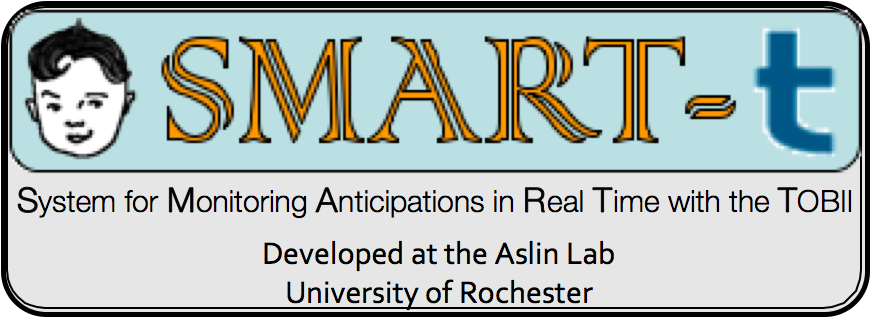 SMART-t
System for Monitoring Anticipations in Real Time with the TOBII
Developed at the Aslin Lab
University of Rochester